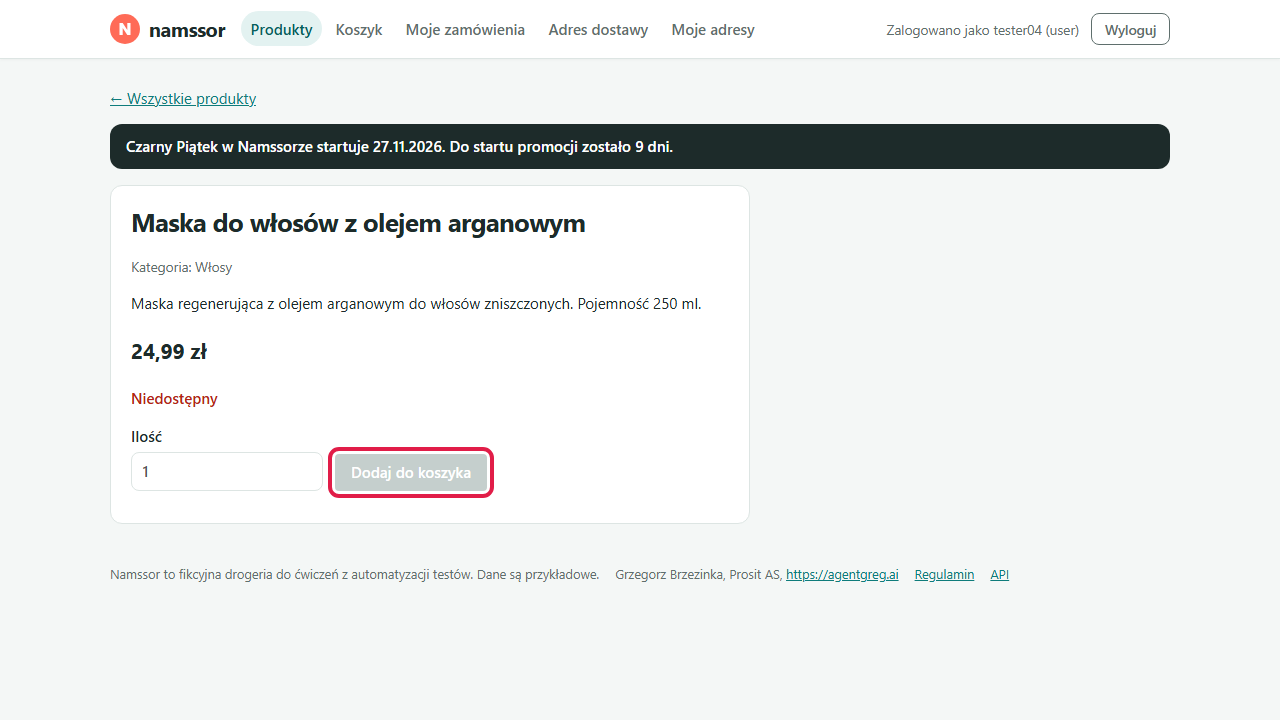 N namssor Produkty Koszyk Moje zamówienia Adres dostawy Moje adresy Zalogowano jako tester04 (user) Wyloguj
← Wszystkie produkty
Czarny Piątek w Namssorze startuje 27.11.2026. Do startu promocji zostało 9 dni.
Maska do włosów z olejem arganowym
Kategoria: Włosy
Maska regenerująca z olejem arganowym do włosów zniszczonych. Pojemność 250 ml.
24,99 zł
Niedostępny
Ilość
1 Dodaj do koszyka
Namssor to fikcyjna drogeria do ćwiczeń z automatyzacji testów. Dane są przykładowe. Grzegorz Brzezinka, Prosit AS, https://agentgreg.ai Regulamin API